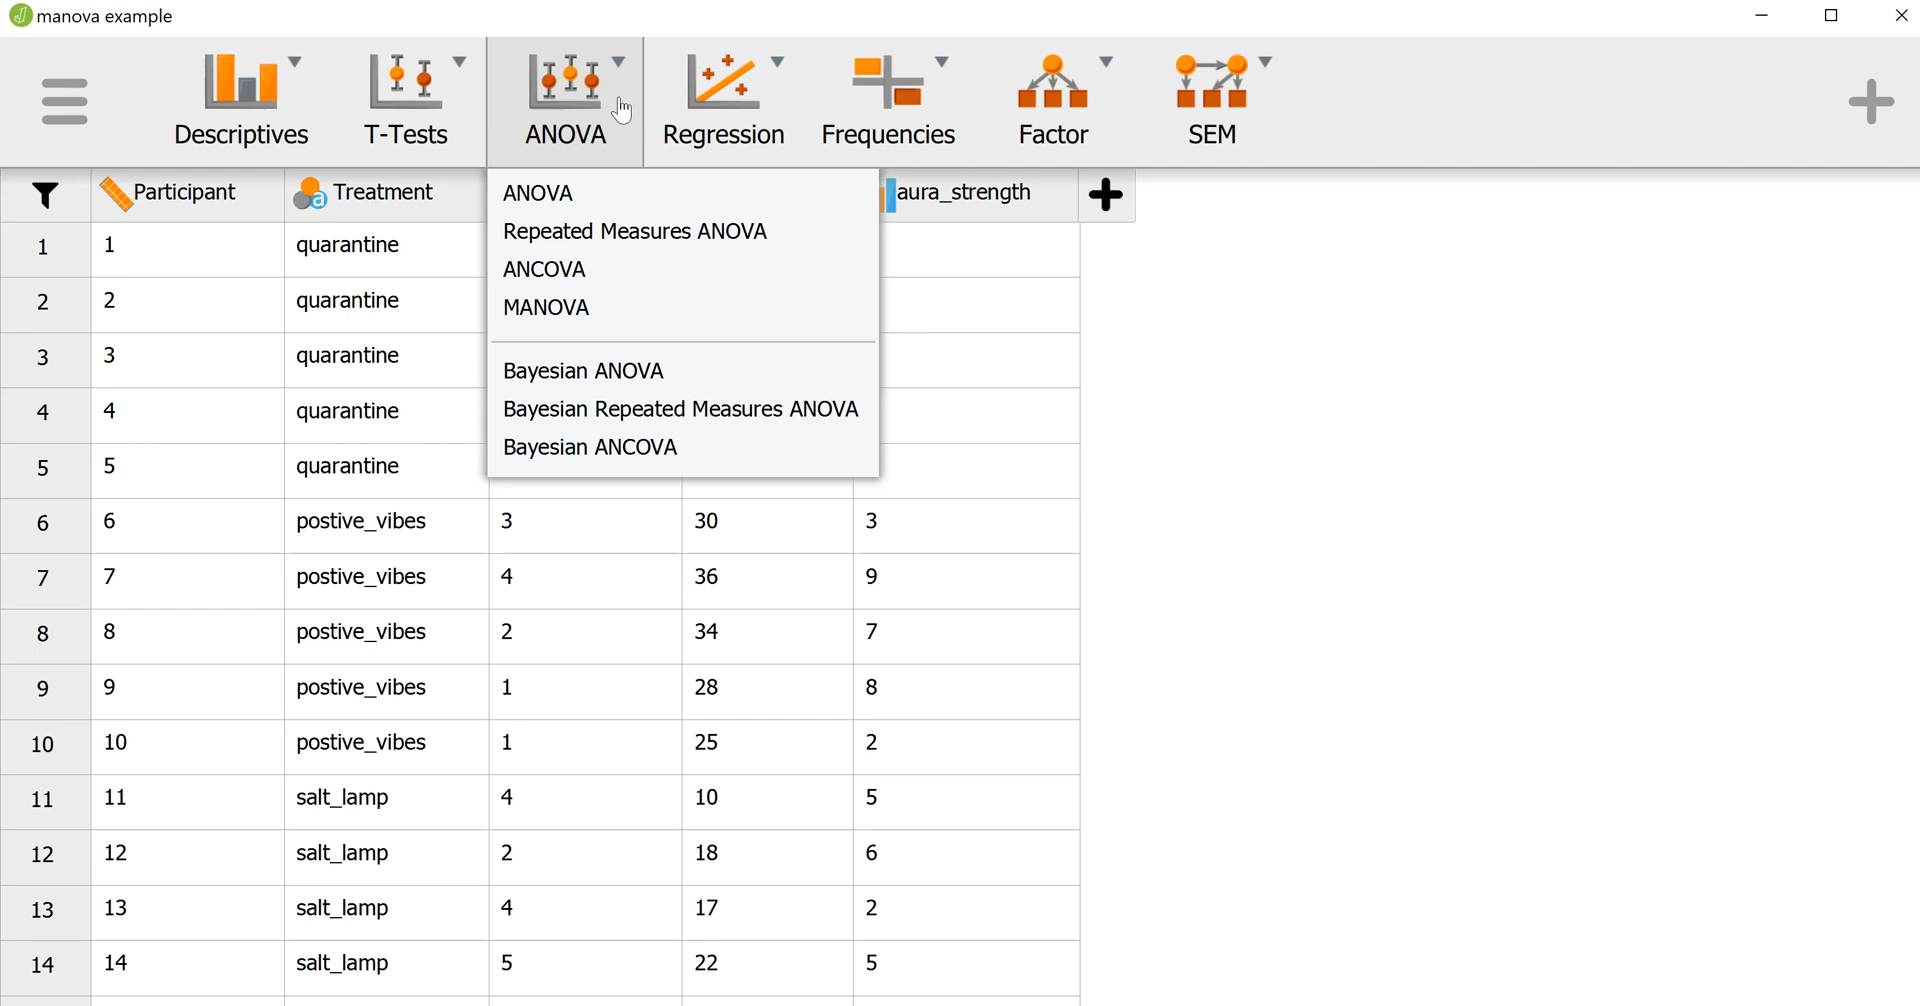 manova example
Descriptives T-Tests ANOVA Regression Frequencies Factor SEM
Participant Treatment aura_strength
ANOVA
Repeated Measures ANOVA
ANCOVA
MANOVA
Bayesian ANOVA
Bayesian Repeated Measures ANOVA
Bayesian ANCOVA
1 1 quarantine
2 2 quarantine
3 3 quarantine
4 4 quarantine
5 5 quarantine
6 6 postive_vibes 3 30 3
7 7 postive_vibes 4 36 9
8 8 postive_vibes 2 34 7
9 9 postive_vibes 1 28 8
10 10 postive_vibes 1 25 2
11 11 salt_lamp 4 10 5
12 12 salt_lamp 2 18 6
13 13 salt_lamp 4 17 2
14 14 salt_lamp 5 22 5